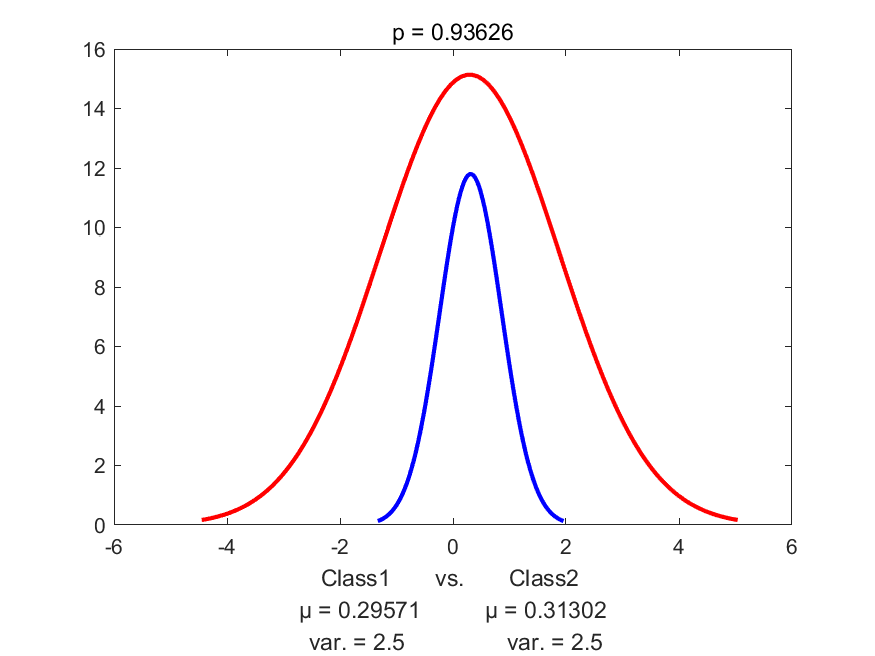 p = 0.93626
16
14
12
10
8
6
4
2
0
-6 -4 -2 0 2 4 6
Class1 vs. Class2
μ = 0.29571 μ = 0.31302
var. = 2.5 var. = 2.5